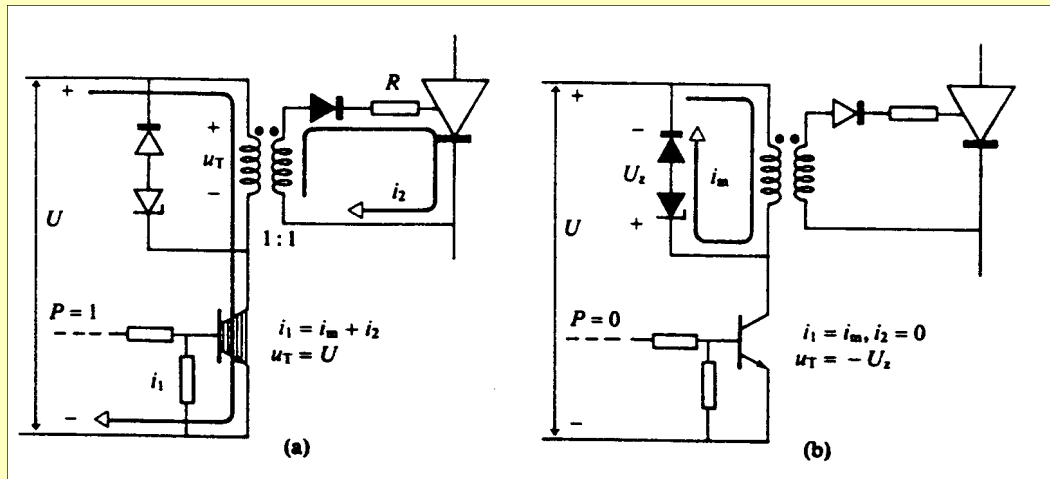 +
+
u_T
−
U
1 : 1
R
i_2
P = 1
i_1
i_1 = i_m + i_2
u_T = U
−
(a)
+
−
U_z
+
i_m
U
P = 0
i_1 = i_m, i_2 = 0
u_T = − U_z
−
(b)